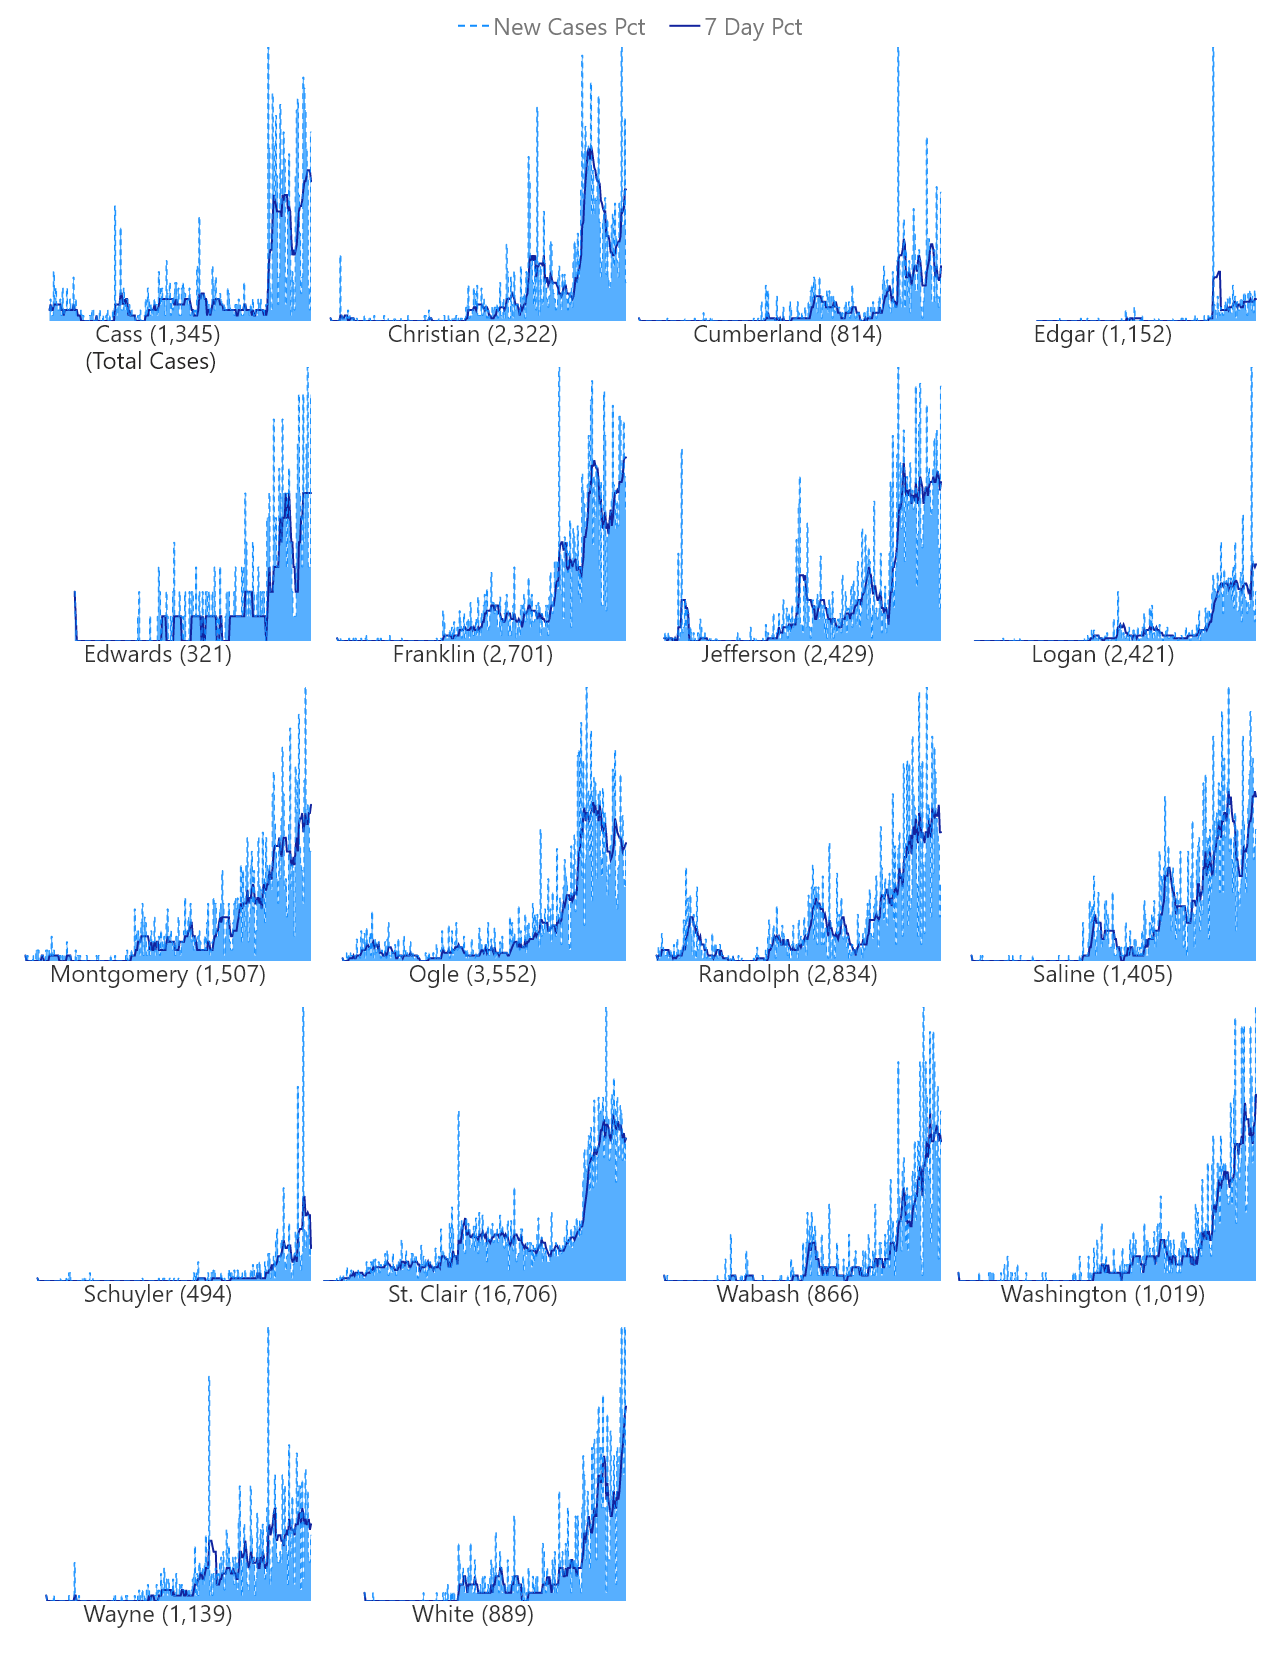 New Cases Pct 7 Day Pct
Cass (1,345) Christian (2,322) Cumberland (814) Edgar (1,152)
(Total Cases)
Edwards (321) Franklin (2,701) Jefferson (2,429) Logan (2,421)
Montgomery (1,507) Ogle (3,552) Randolph (2,834) Saline (1,405)
Schuyler (494) St. Clair (16,706) Wabash (866) Washington (1,019)
Wayne (1,139) White (889)